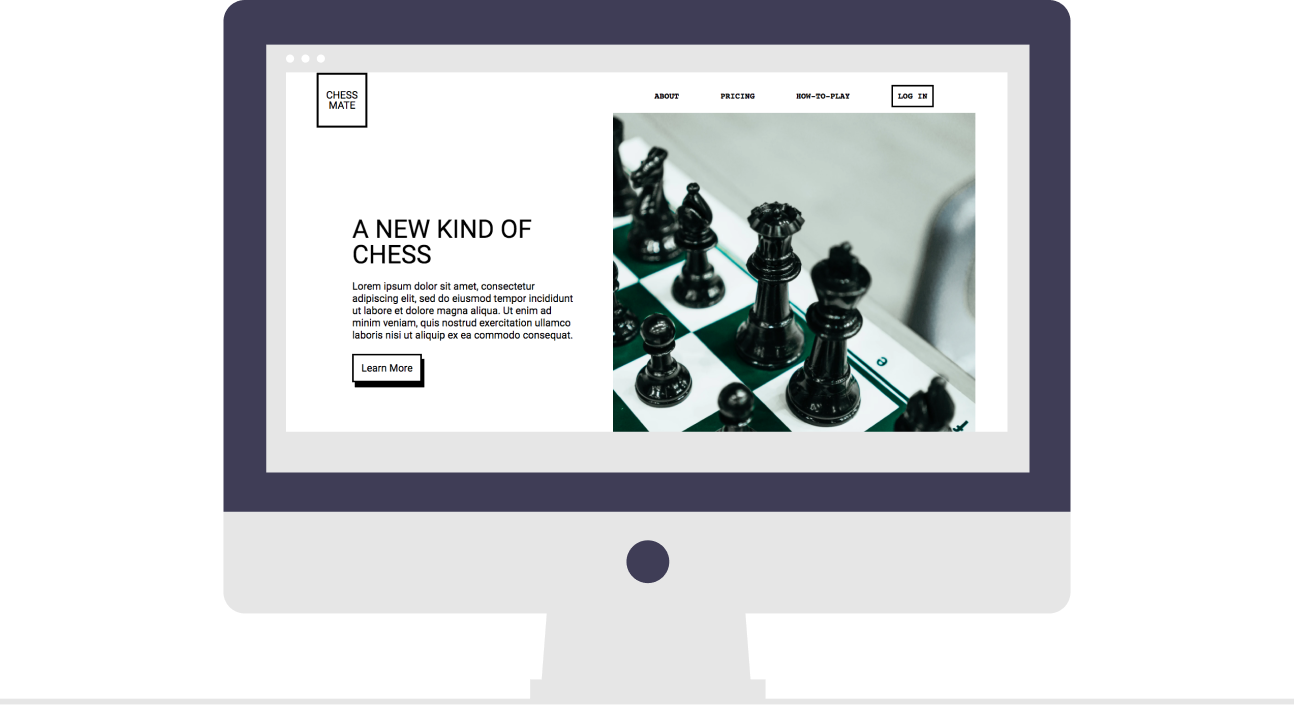 CHESS
MATE
ABOUT
PRICING
HOW-TO-PLAY
LOG IN
A NEW KIND OF
CHESS
Lorem ipsum dolor sit amet, consectetur
adipiscing elit, sed do eiusmod tempor incididunt
ut labore et dolore magna aliqua. Ut enim ad
minim veniam, quis nostrud exercitation ullamco
laboris nisi ut aliquip ex ea commodo consequat.
Learn More